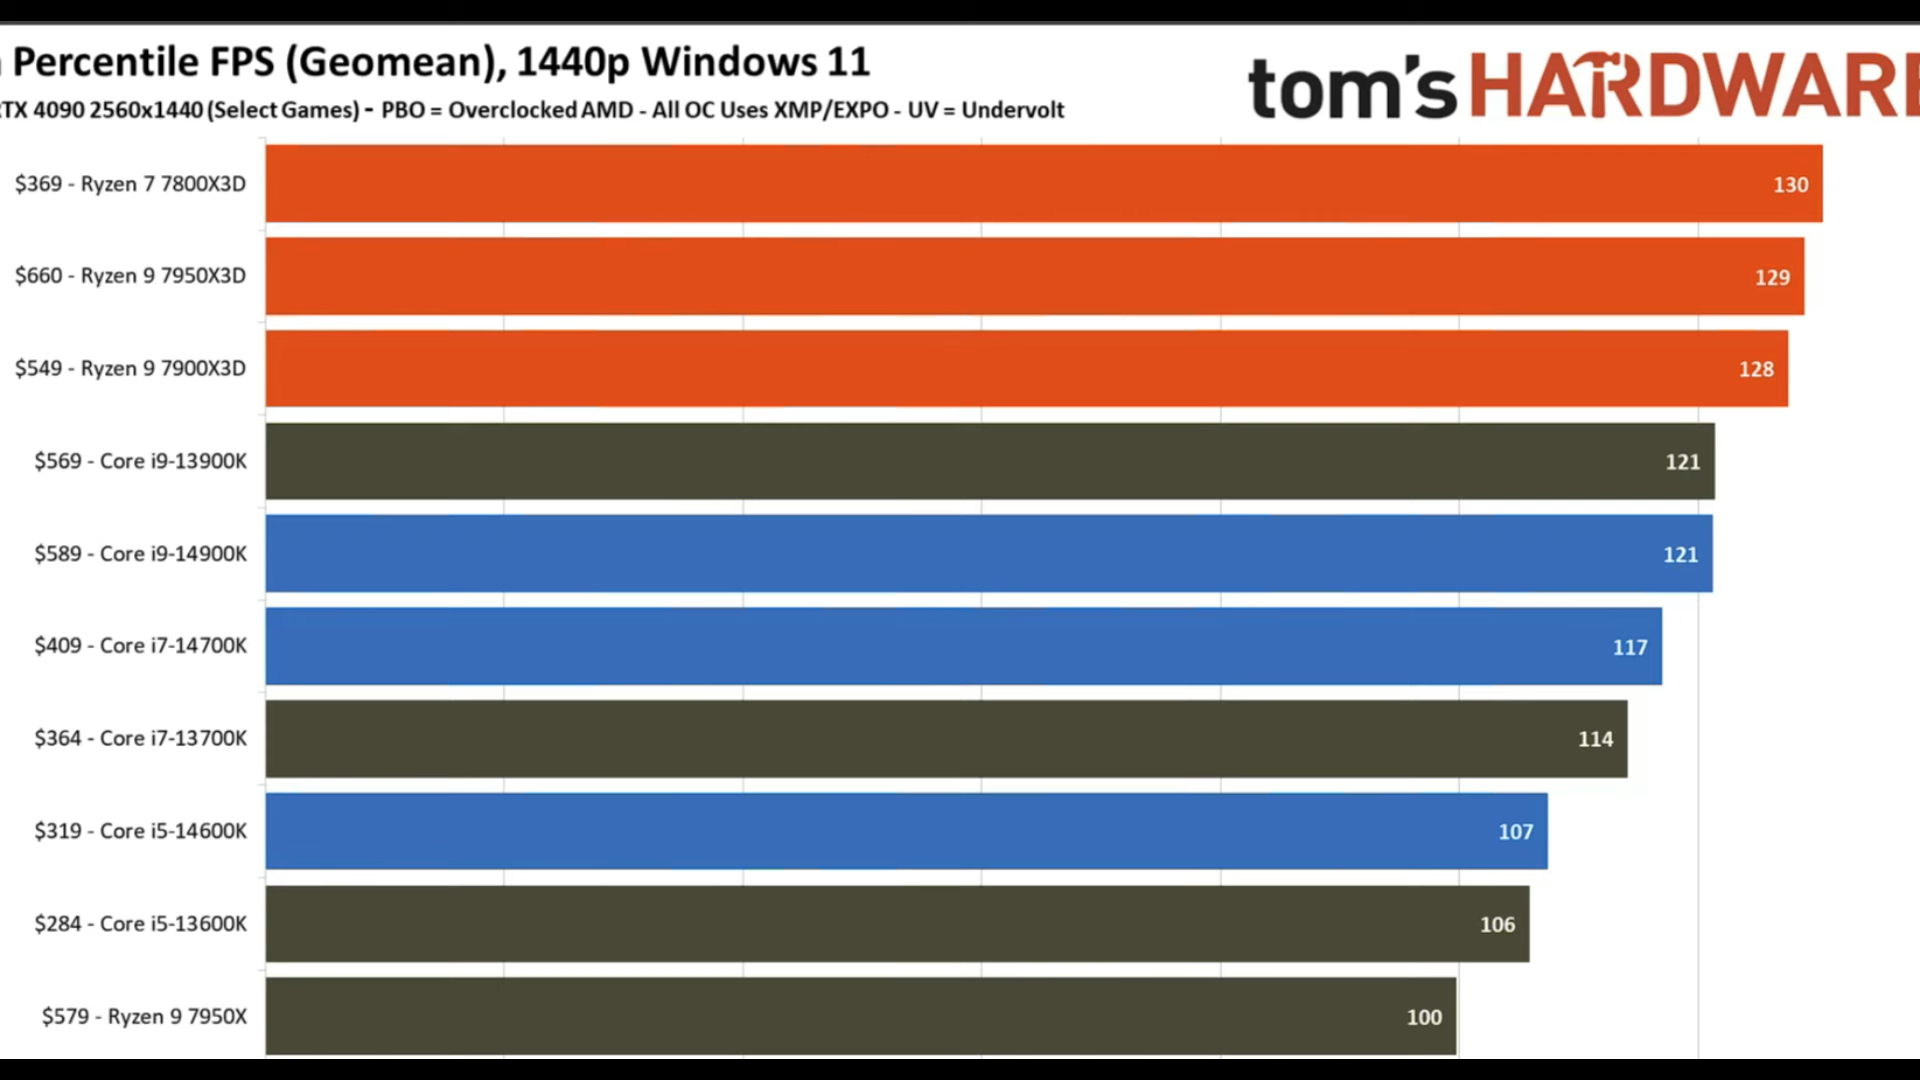 Percentile FPS (Geomean), 1440p Windows 11
tom's HARDWARE
TX 4090 2560x1440 (Select Games) - PBO = Overclocked AMD - All OC Uses XMP/EXPO - UV = Undervolt
$369 - Ryzen 7 7800X3D 130
$660 - Ryzen 9 7950X3D 129
$549 - Ryzen 9 7900X3D 128
$569 - Core i9-13900K 121
$589 - Core i9-14900K 121
$409 - Core i7-14700K 117
$364 - Core i7-13700K 114
$319 - Core i5-14600K 107
$284 - Core i5-13600K 106
$579 - Ryzen 9 7950X 100